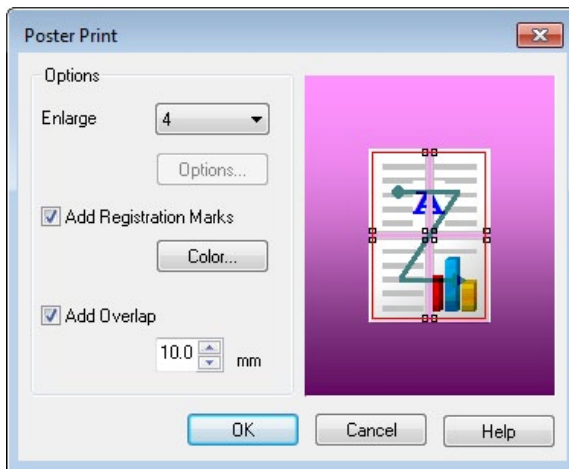 Poster Print
Options
Enlarge 4
Options...
Add Registration Marks
Color...
Add Overlap
10.0 mm
A
OK Cancel Help